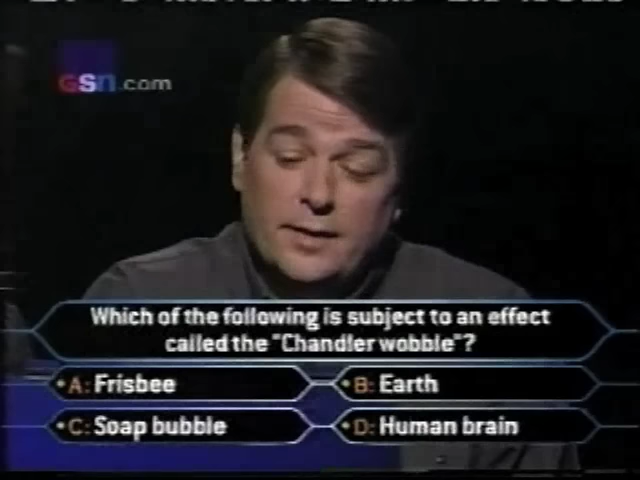 GSN.com
Which of the following is subject to an effect
called the "Chandler wobble"?
A: Frisbee
B: Earth
C: Soap bubble
D: Human brain